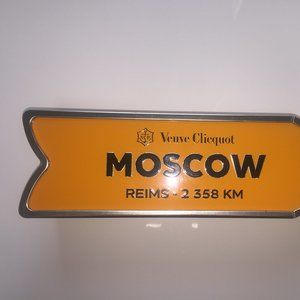 Veuve Clicquot
MOSCOW
REIMS - 2 358 KM